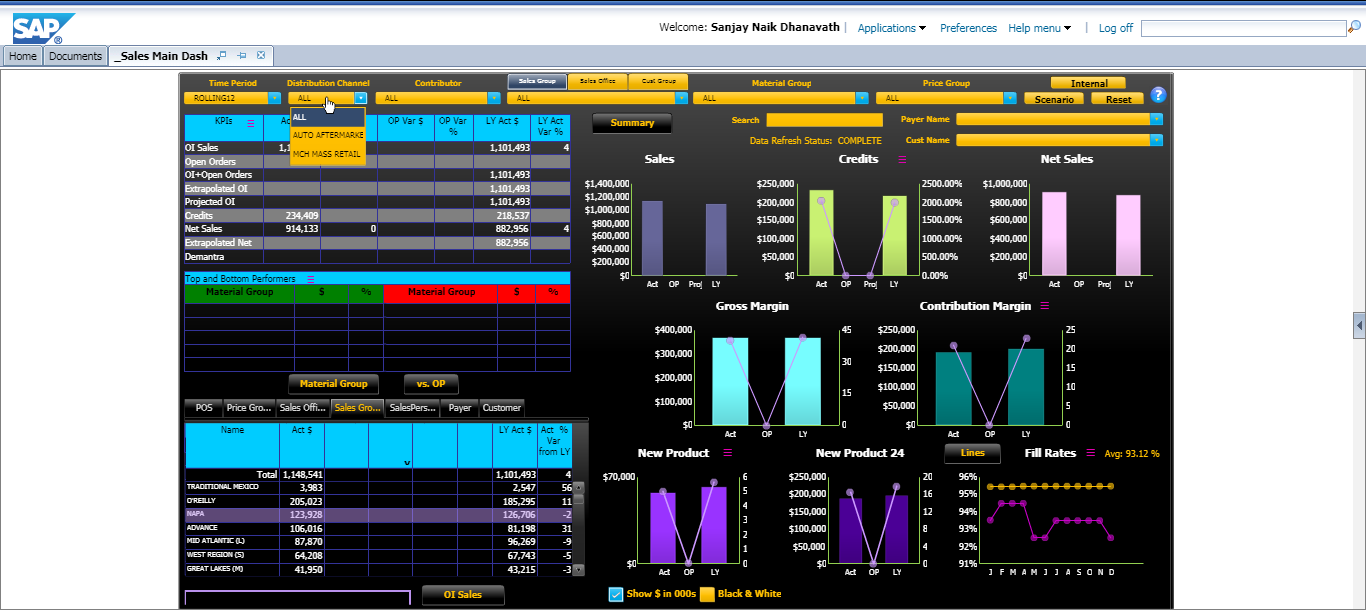 SAP®
Welcome: Sanjay Naik Dhanavath | Applications Preferences Help menu | Log off
Home Documents _Sales Main Dash
Time Period Distribution Channel Contributor Sales Group Sales Office Cust Group Material Group Price Group Internal
ROLLING12 ALL ALL ALL ALL ALL Scenario Reset ?
ALL
AUTO AFTERMARKE
MCH MASS RETAIL
KPIs OP Var $ OP Var % LY Act $ LY Act Var %
OI Sales 1,101,493 4
Open Orders
OI+Open Orders 1,101,493
Extrapolated OI 1,101,493
Projected OI 1,101,493
Credits 234,409 218,537
Net Sales 914,133 0 882,956 4
Extrapolated Net 882,956
Demantra
Summary Search Payer Name
Data Refresh Status: COMPLETE Cust Name
Top and Bottom Performers
Material Group $ % Material Group $ %
Material Group vs. OP
POS Price Gro... Sales Offi... Sales Gro... SalesPers... Payer Customer
Name Act $ v LY Act $ Act % Var from LY
Total 1,148,541 1,101,493 4
TRADITIONAL MEXICO 3,983 2,547 56
O'REILLY 205,023 185,295 11
NAPA 123,928 126,706 -2
ADVANCE 106,016 81,198 31
MID ATLANTIC (L) 87,870 96,269 -9
WEST REGION (S) 64,208 67,743 -5
GREAT LAKES (M) 41,950 43,215 -3
OI Sales
Sales
$1,400,000
$1,200,000
$1,000,000
$800,000
$600,000
$400,000
$200,000
$0
Act OP Proj LY
Credits
$250,000 2500.00%
$200,000 2000.00%
$150,000 1500.00%
$100,000 1000.00%
$50,000 500.00%
$0 0.00%
Act OP Proj LY
Net Sales
$1,000,000
$800,000
$600,000
$400,000
$200,000
$0
Act OP Proj LY
Gross Margin
$400,000 45
$300,000 30
$200,000 15
$100,000
$0 0
Act OP LY
Contribution Margin
$250,000 25
$200,000 20
$150,000 15
$100,000 10
$50,000 5
$0 0
Act OP LY
New Product
$70,000 6
5
4
3
2
1
$0 0
Act OP LY
New Product 24
$250,000 20
$200,000 16
$150,000 12
$100,000 8
$50,000 4
$0 0
Act OP LY
Lines Fill Rates Avg: 93.12 %
96%
95%
94%
93%
92%
91%
J F M A M J J A S O N D
Show $ in 000s Black & White